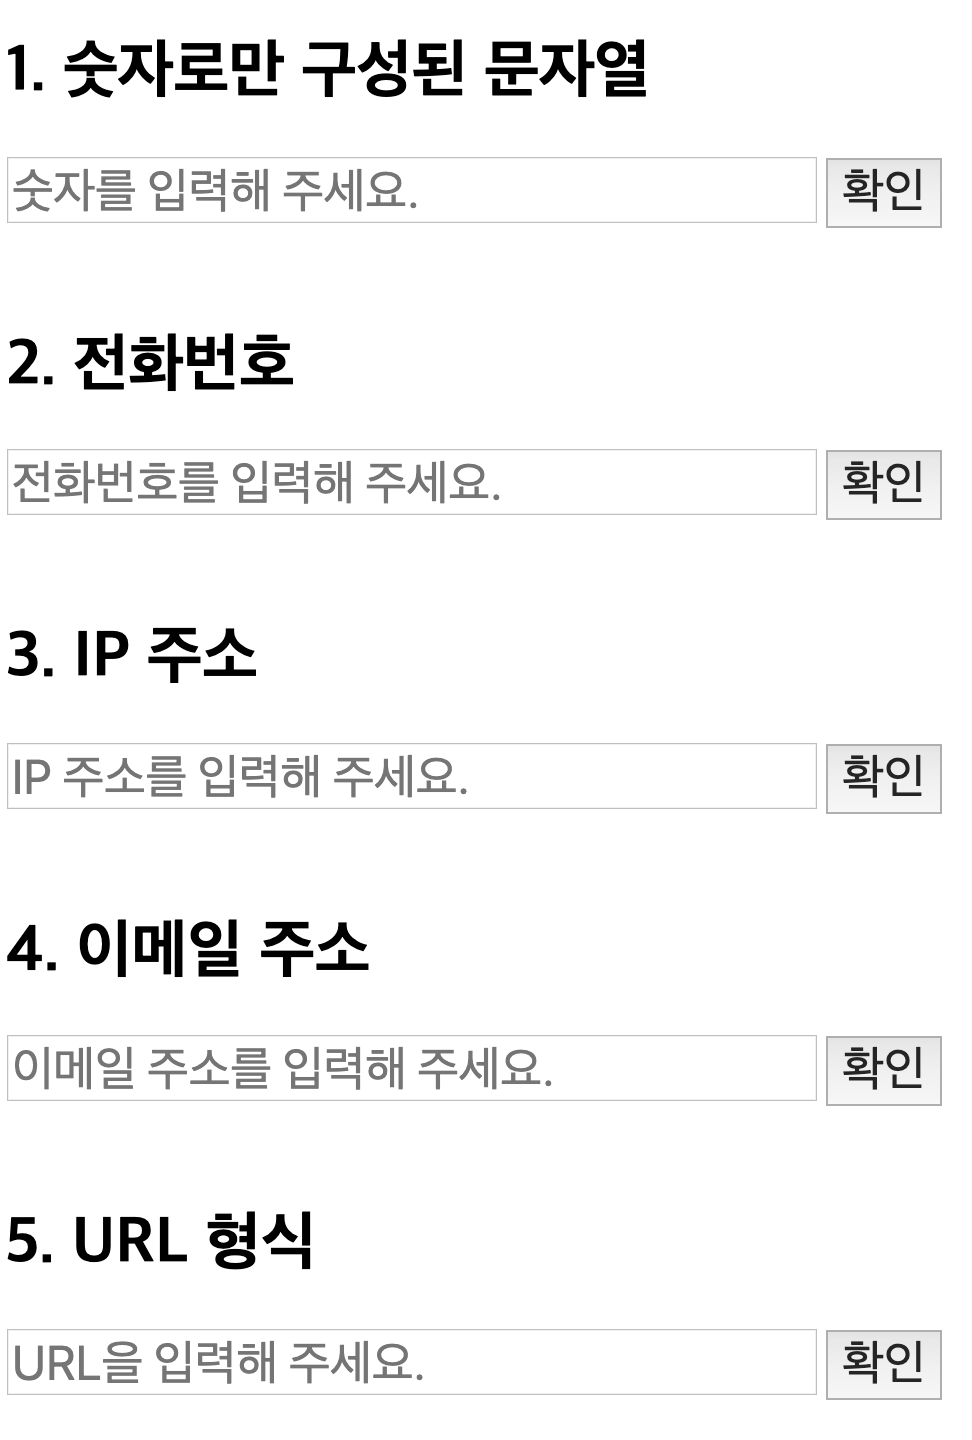 1. 숫자로만 구성된 문자열
숫자를 입력해 주세요. 확인
2. 전화번호
전화번호를 입력해 주세요. 확인
3. IP 주소
IP 주소를 입력해 주세요. 확인
4. 이메일 주소
이메일 주소를 입력해 주세요. 확인
5. URL 형식
URL을 입력해 주세요. 확인